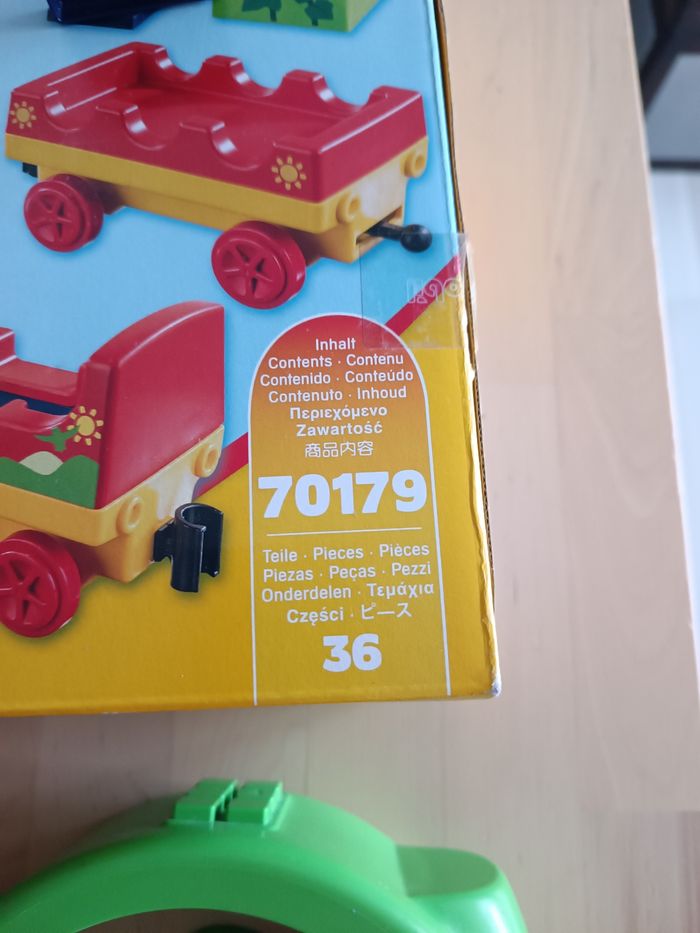 Inhalt
Contents · Contenu
Contenido · Conteúdo
Contenuto · Inhoud
Περιεχόμενο
Zawartość
商品内容
70179
Teile · Pieces · Pièces
Piezas · Peças · Pezzi
Onderdelen · Τεμάχια
Części · ピース
36